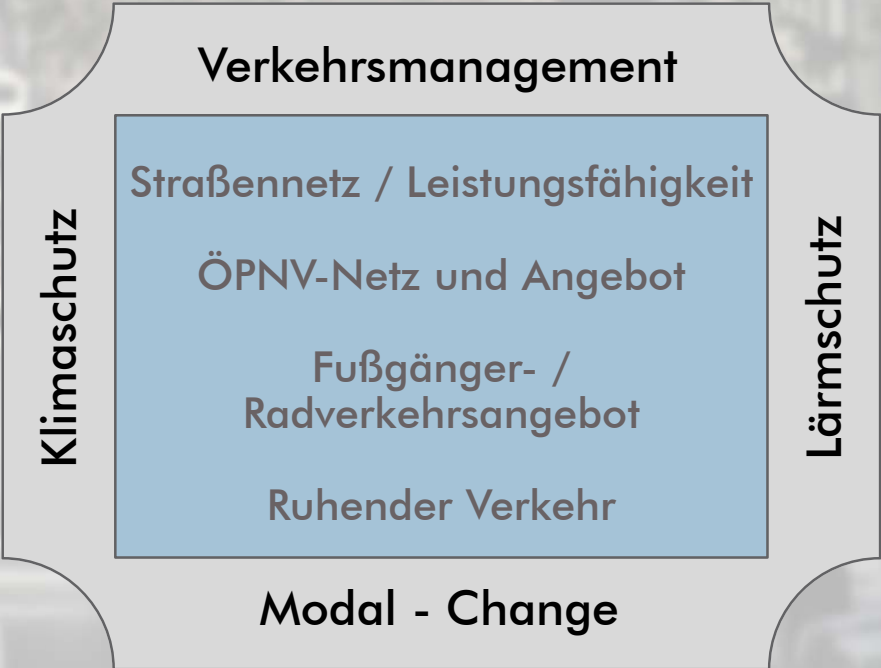 Verkehrsmanagement
Straßennetz / Leistungsfähigkeit
ÖPNV-Netz und Angebot
Fußgänger- /
Radverkehrsangebot
Ruhender Verkehr
Klimaschutz
Lärmschutz
Modal - Change